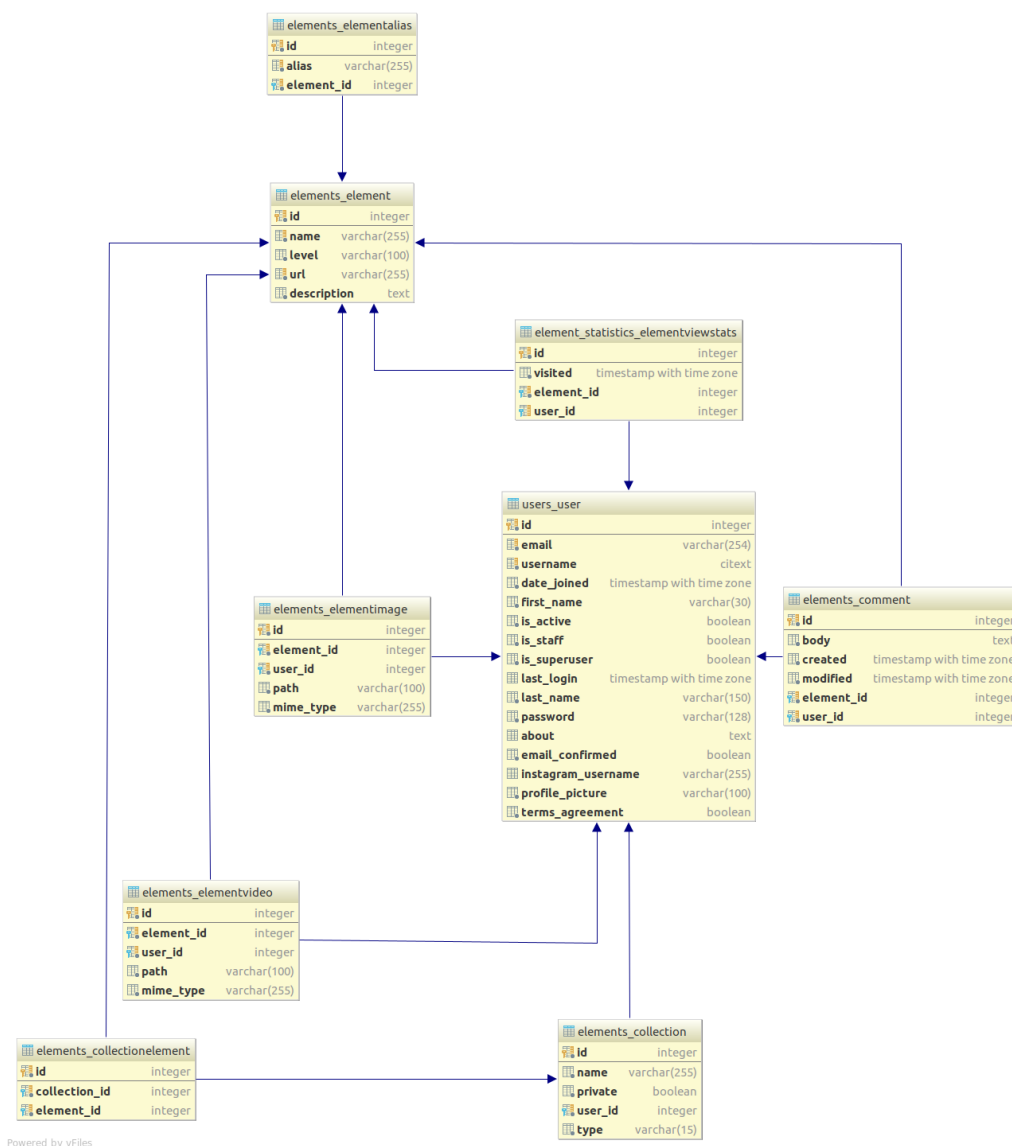 elements_elementalias
id integer
alias varchar(255)
element_id integer
elements_element
id integer
name varchar(255)
level varchar(100)
url varchar(255)
description text
element_statistics_elementviewstats
id integer
visited timestamp with time zone
element_id integer
user_id integer
users_user
id integer
email varchar(254)
username citext
date_joined timestamp with time zone
first_name varchar(30)
is_active boolean
is_staff boolean
is_superuser boolean
last_login timestamp with time zone
last_name varchar(150)
password varchar(128)
about text
email_confirmed boolean
instagram_username varchar(255)
profile_picture varchar(100)
terms_agreement boolean
elements_comment
id integer
body text
created timestamp with time zone
modified timestamp with time zone
element_id integer
user_id integer
elements_elementimage
id integer
element_id integer
user_id integer
path varchar(100)
mime_type varchar(255)
elements_elementvideo
id integer
element_id integer
user_id integer
path varchar(100)
mime_type varchar(255)
elements_collectionelement
id integer
collection_id integer
element_id integer
elements_collection
id integer
name varchar(255)
private boolean
user_id integer
type varchar(15)
Powered by yFiles